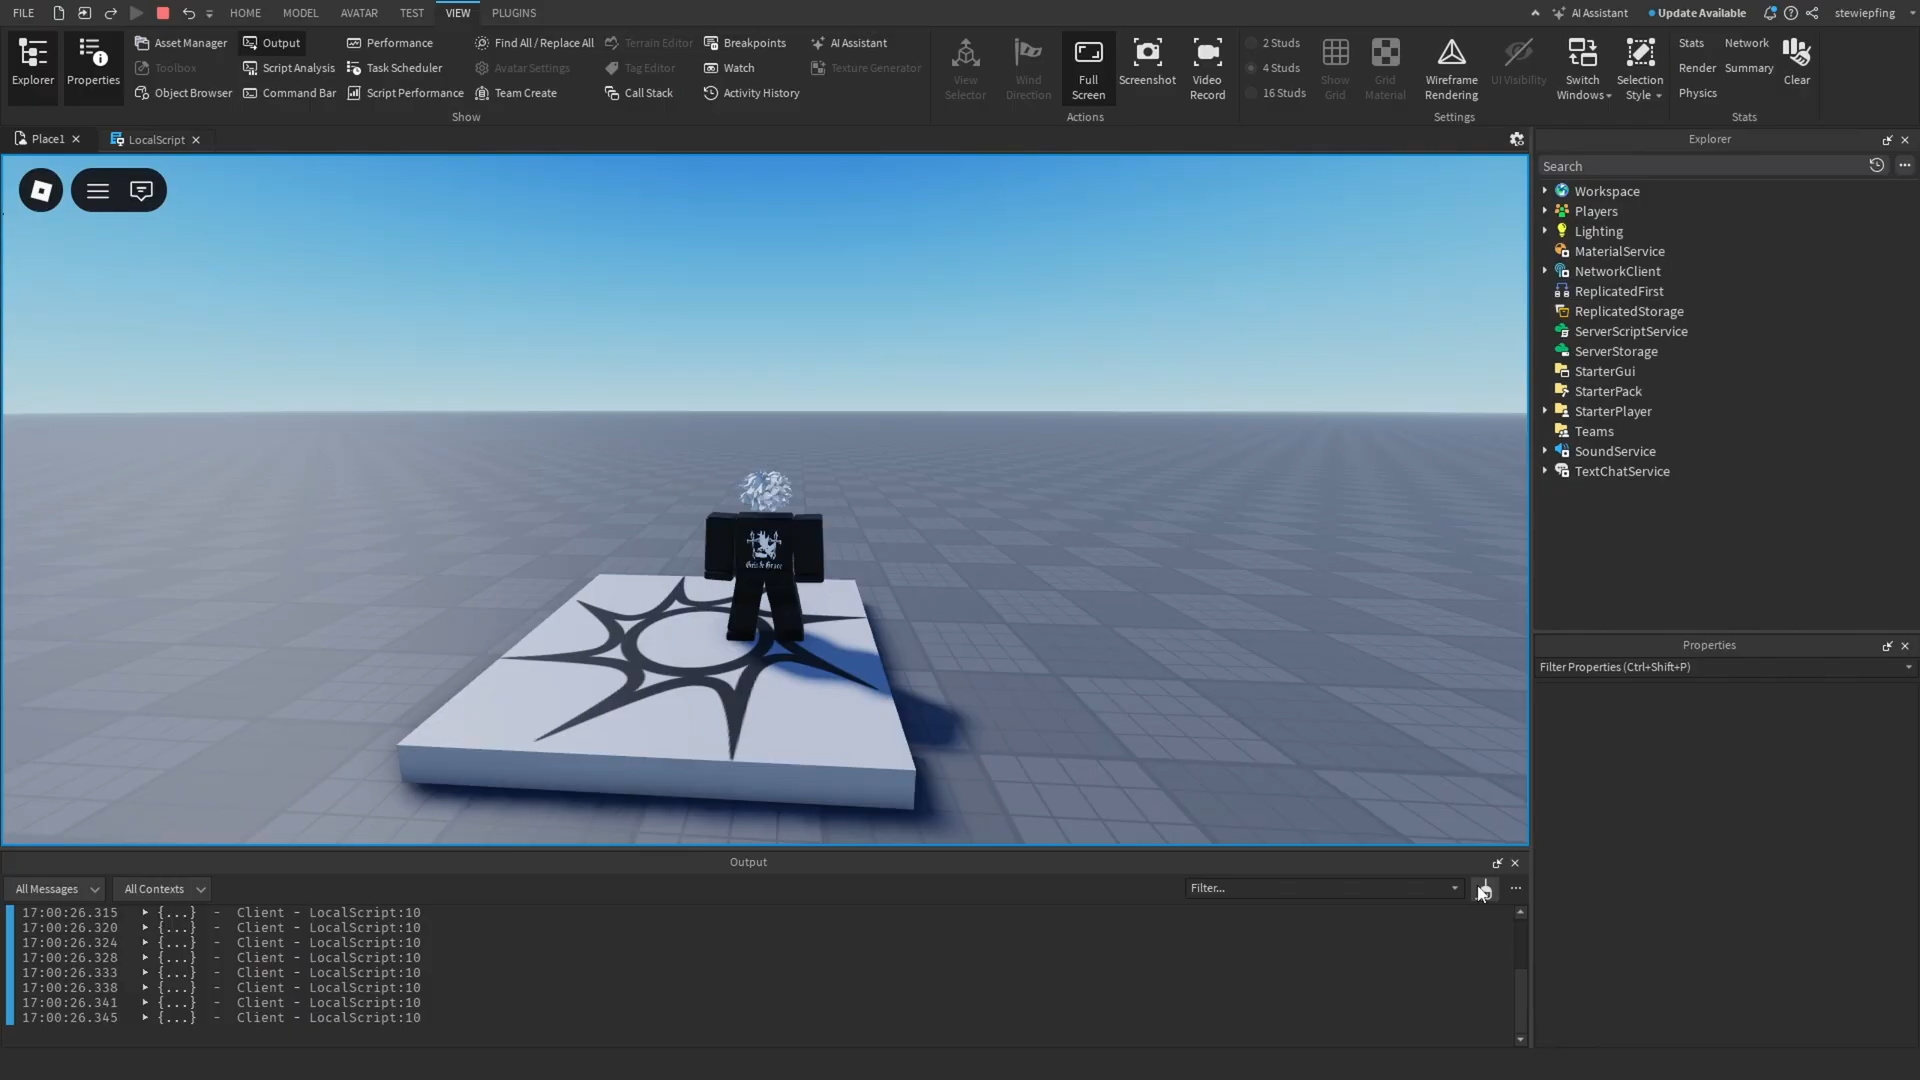 FILE
HOME
MODEL
AVATAR
TEST
VIEW
PLUGINS
AI Assistant
Update Available
stewiepfing
Explorer
Properties
Asset Manager
Toolbox
Object Browser
Output
Script Analysis
Command Bar
Performance
Task Scheduler
Script Performance
Find All / Replace All
Avatar Settings
Team Create
Terrain Editor
Tag Editor
Call Stack
Breakpoints
Watch
Activity History
AI Assistant
Texture Generator
Show
View
Selector
Wind
Direction
Full
Screen
Screenshot
Video
Record
Actions
2 Studs
4 Studs
16 Studs
Show
Grid
Grid
Material
Wireframe
Rendering
UI Visibility
Switch
Windows
Selection
Style
Settings
Stats
Network
Render
Summary
Physics
Clear
Stats
Place1
LocalScript
Explorer
Search
Workspace
Players
Lighting
MaterialService
NetworkClient
ReplicatedFirst
ReplicatedStorage
ServerScriptService
ServerStorage
StarterGui
StarterPack
StarterPlayer
Teams
SoundService
TextChatService
Properties
Filter Properties (Ctrl+Shift+P)
Output
All Messages
All Contexts
Filter...
17:00:26.315 {...} - Client - LocalScript:10
17:00:26.320 {...} - Client - LocalScript:10
17:00:26.324 {...} - Client - LocalScript:10
17:00:26.328 {...} - Client - LocalScript:10
17:00:26.333 {...} - Client - LocalScript:10
17:00:26.338 {...} - Client - LocalScript:10
17:00:26.341 {...} - Client - LocalScript:10
17:00:26.345 {...} - Client - LocalScript:10